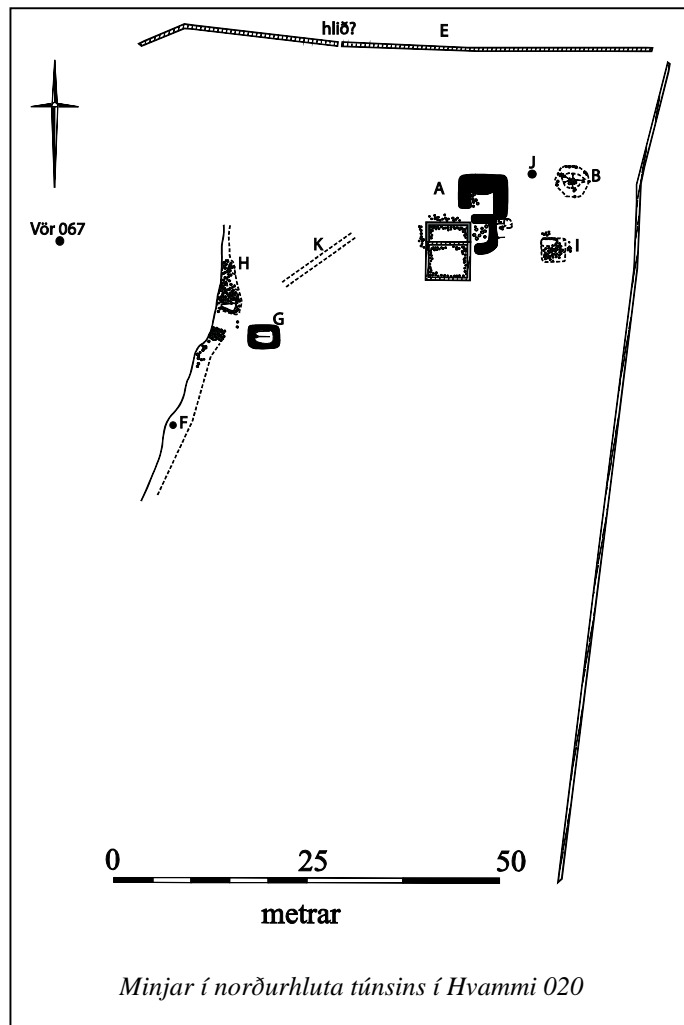 hlið? E
J
A B
Vör 067
K I
H
G
F
0 25 50
metrar
Minjar í norðurhluta túnsins í Hvammi 020